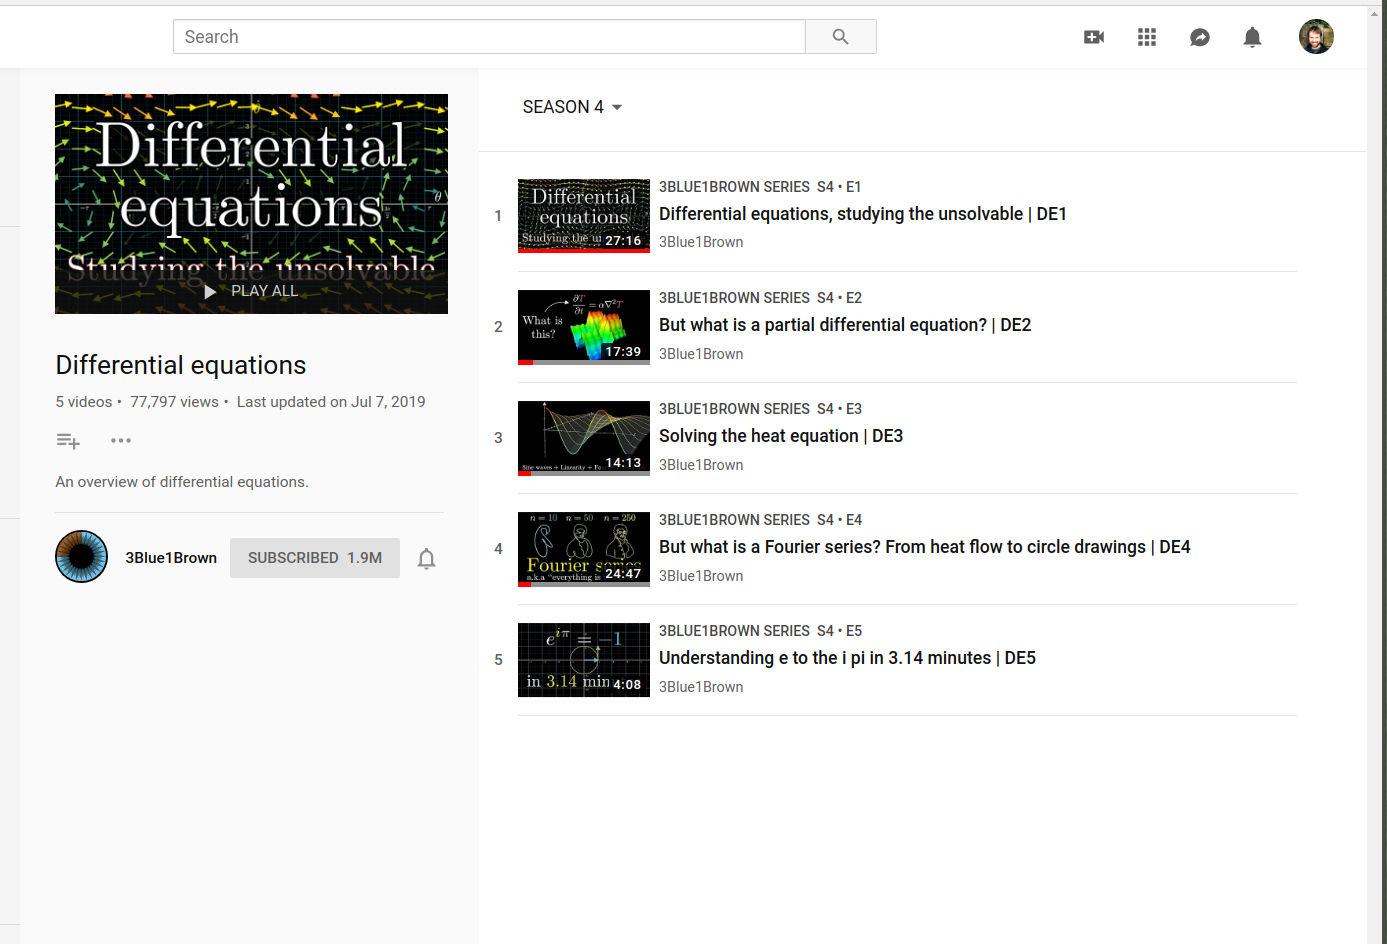 Search
Differential
equations
Studying the unsolvable
PLAY ALL
Differential equations
5 videos • 77,797 views • Last updated on Jul 7, 2019
An overview of differential equations.
3Blue1Brown SUBSCRIBED 1.9M
SEASON 4
1
Differential
equations
Studying the
27:16
3BLUE1BROWN SERIES S4 • E1
Differential equations, studying the unsolvable | DE1
3Blue1Brown
2
∂T/∂t = α∇²T
What is
this?
17:39
3BLUE1BROWN SERIES S4 • E2
But what is a partial differential equation? | DE2
3Blue1Brown
3
Sine waves + Linearity + Fo
14:13
3BLUE1BROWN SERIES S4 • E3
Solving the heat equation | DE3
3Blue1Brown
4
n = 10 n = 50 n = 250
Fourier series
a.k.a "everything is
24:47
3BLUE1BROWN SERIES S4 • E4
But what is a Fourier series? From heat flow to circle drawings | DE4
3Blue1Brown
5
e^{iπ} = −1
in 3.14 min
4:08
3BLUE1BROWN SERIES S4 • E5
Understanding e to the i pi in 3.14 minutes | DE5
3Blue1Brown